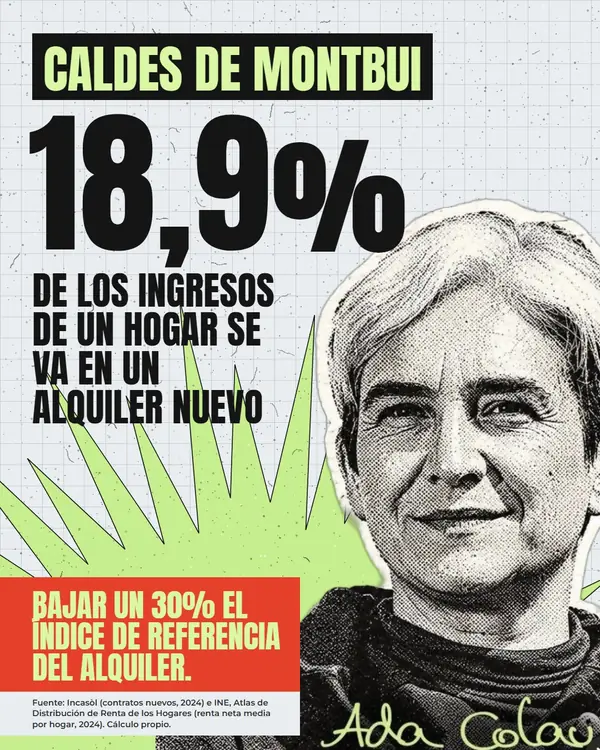 CALDES DE MONTBUI
18,9%
DE LOS INGRESOS
DE UN HOGAR SE
VA EN UN
ALQUILER NUEVO
BAJAR UN 30% EL
ÍNDICE DE REFERENCIA
DEL ALQUILER.
Fuente: Incasòl (contratos nuevos, 2024) e INE, Atlas de
Distribución de Renta de los Hogares (renta neta media
por hogar, 2024). Cálculo propio.
Ada Colau